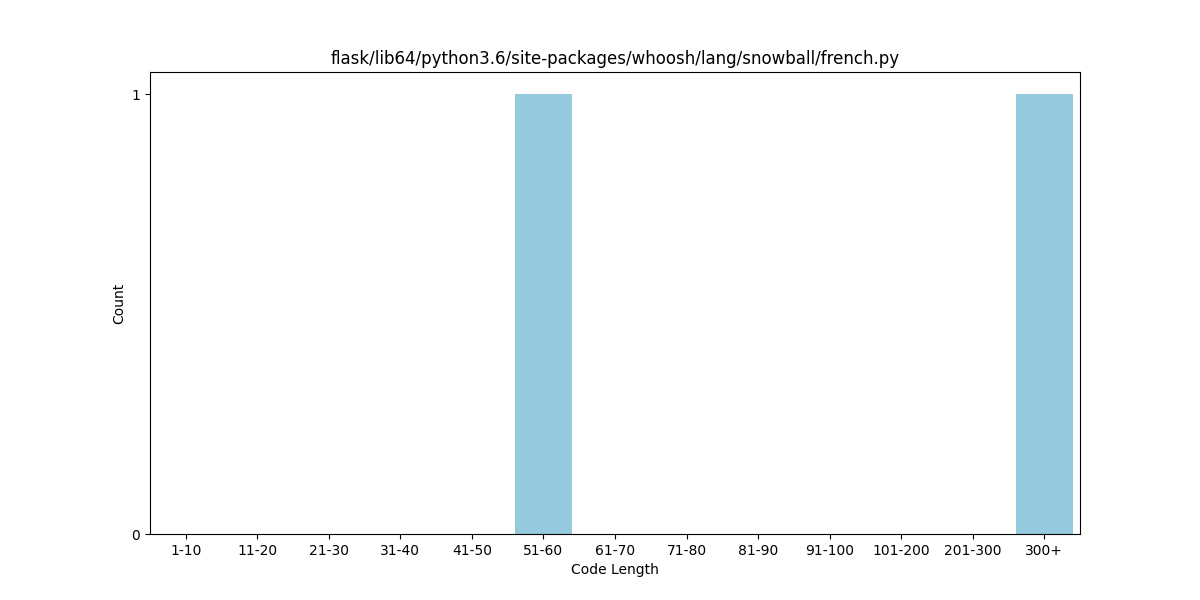 flask/lib64/python3.6/site-packages/whoosh/lang/snowball/french.py
1
Count
0
1-10 11-20 21-30 31-40 41-50 51-60 61-70 71-80 81-90 91-100 101-200 201-300 300+
Code Length